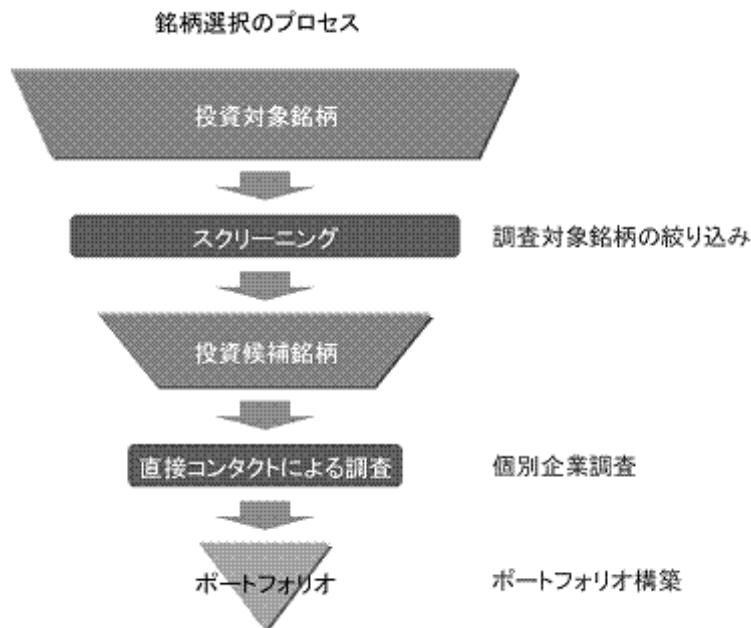 銘柄選択のプロセス
投資対象銘柄
スクリーニング
調査対象銘柄の絞り込み
投資候補銘柄
直接コンタクトによる調査
個別企業調査
ポートフォリオ
ポートフォリオ構築